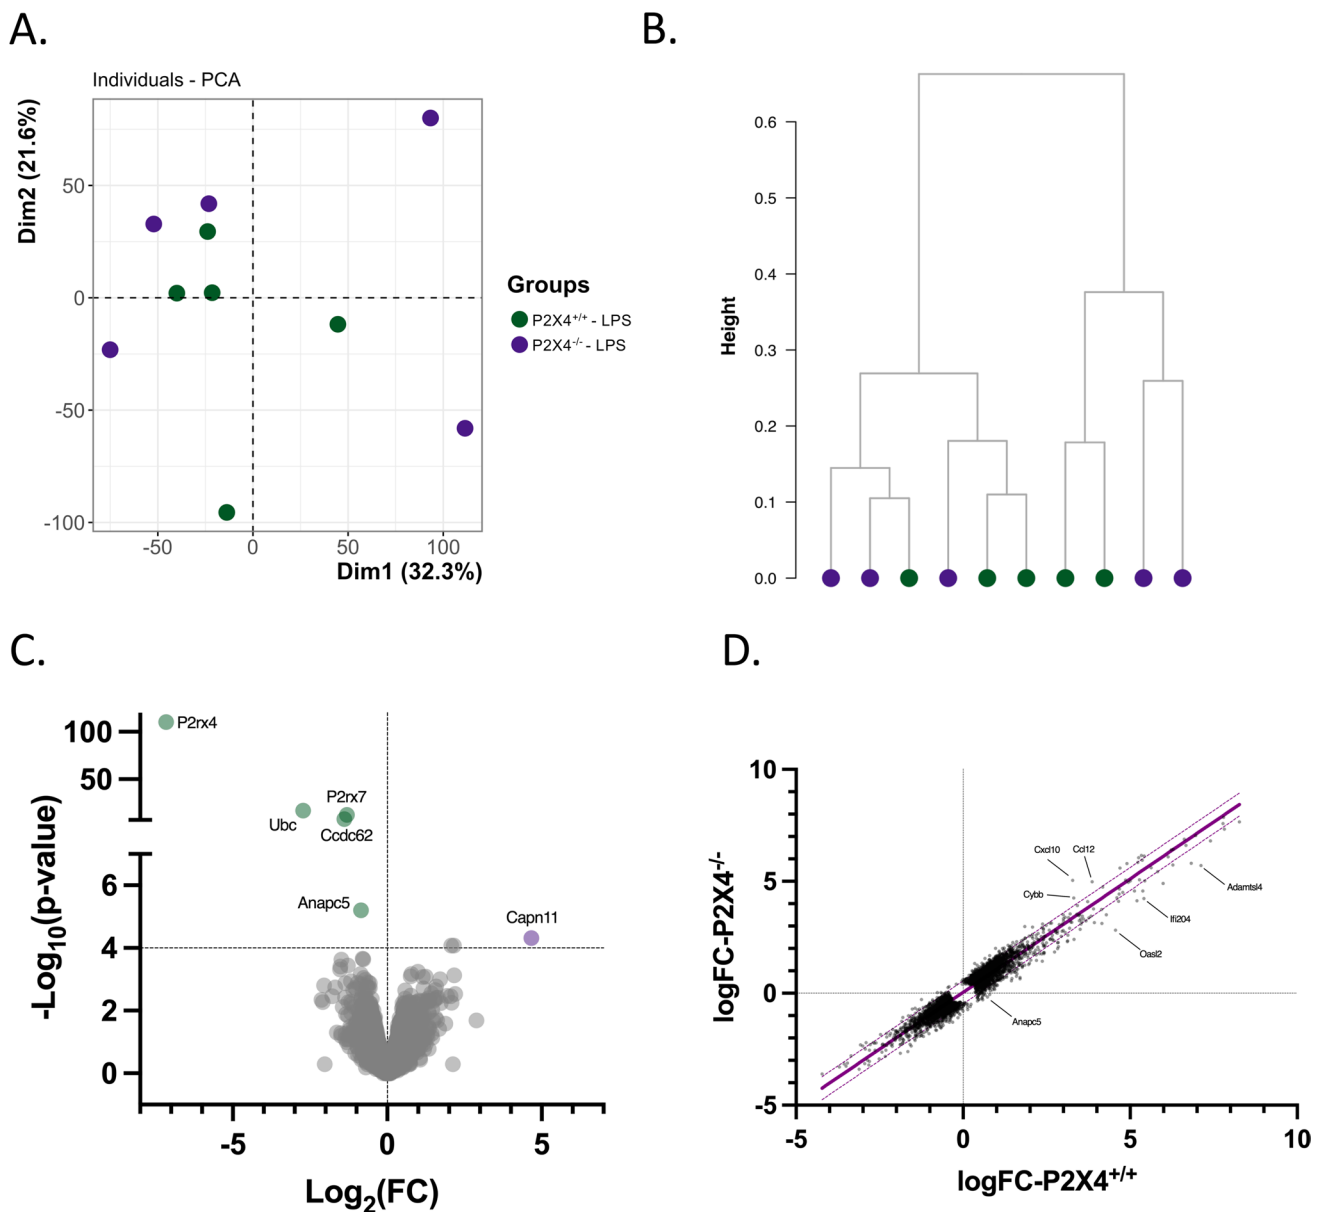 A.
Individuals - PCA
Dim2 (21.6%)
50
0
-50
-100
-50
0
50
100
Dim1 (32.3%)
Groups
P2X4+/+ - LPS
P2X4-/- - LPS
B.
Height
0.6
0.5
0.4
0.3
0.2
0.1
0.0
C.
-Log10(p-value)
100
50
6
4
2
0
P2rx4
P2rx7
Ubc
Ccdc62
Anapc5
Capn11
-5
0
5
Log2(FC)
D.
logFC-P2X4-/-
10
5
0
-5
Cxcl10
Ccl12
Cybb
Adamtsl4
Ifi204
Oasl2
Anapc5
-5
0
5
10
logFC-P2X4+/+